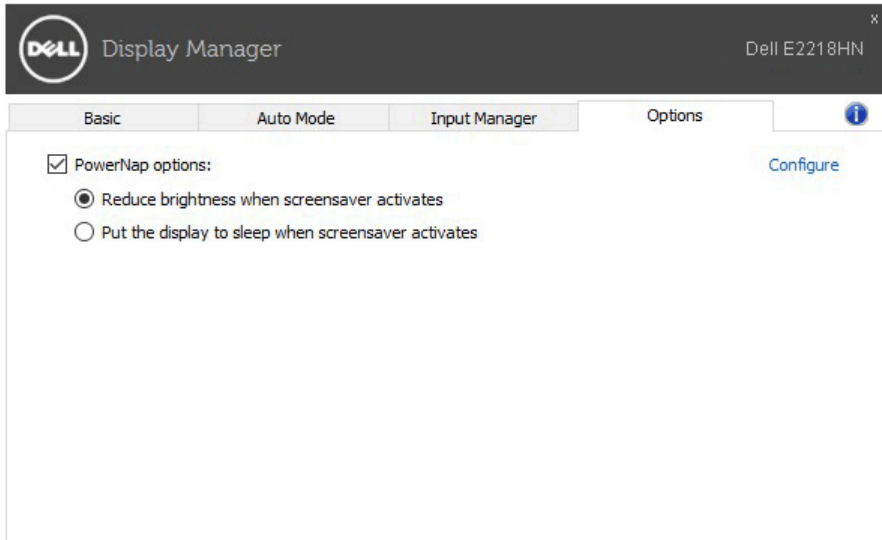 DELL Display Manager
x
Dell E2218HN
Basic Auto Mode Input Manager Options i
PowerNap options: Configure
Reduce brightness when screensaver activates
Put the display to sleep when screensaver activates